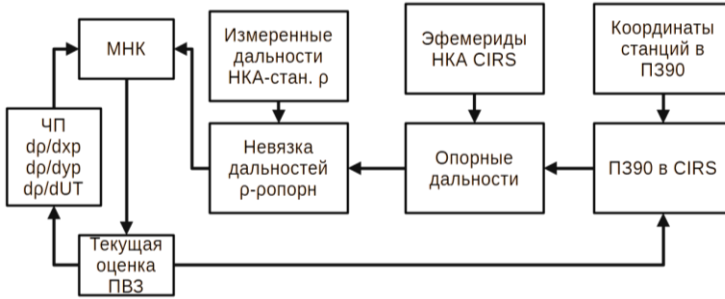 МНК
Измеренные
дальности
НКА-стан. ρ
Эфемериды
НКА CIRS
Координаты
станций в
ПЗ90
ЧП
dρ/dxp
dρ/dyp
dρ/dUT
Невязка
дальностей
ρ-ρопорн
Опорные
дальности
ПЗ90 в CIRS
Текущая
оценка
ПВЗ